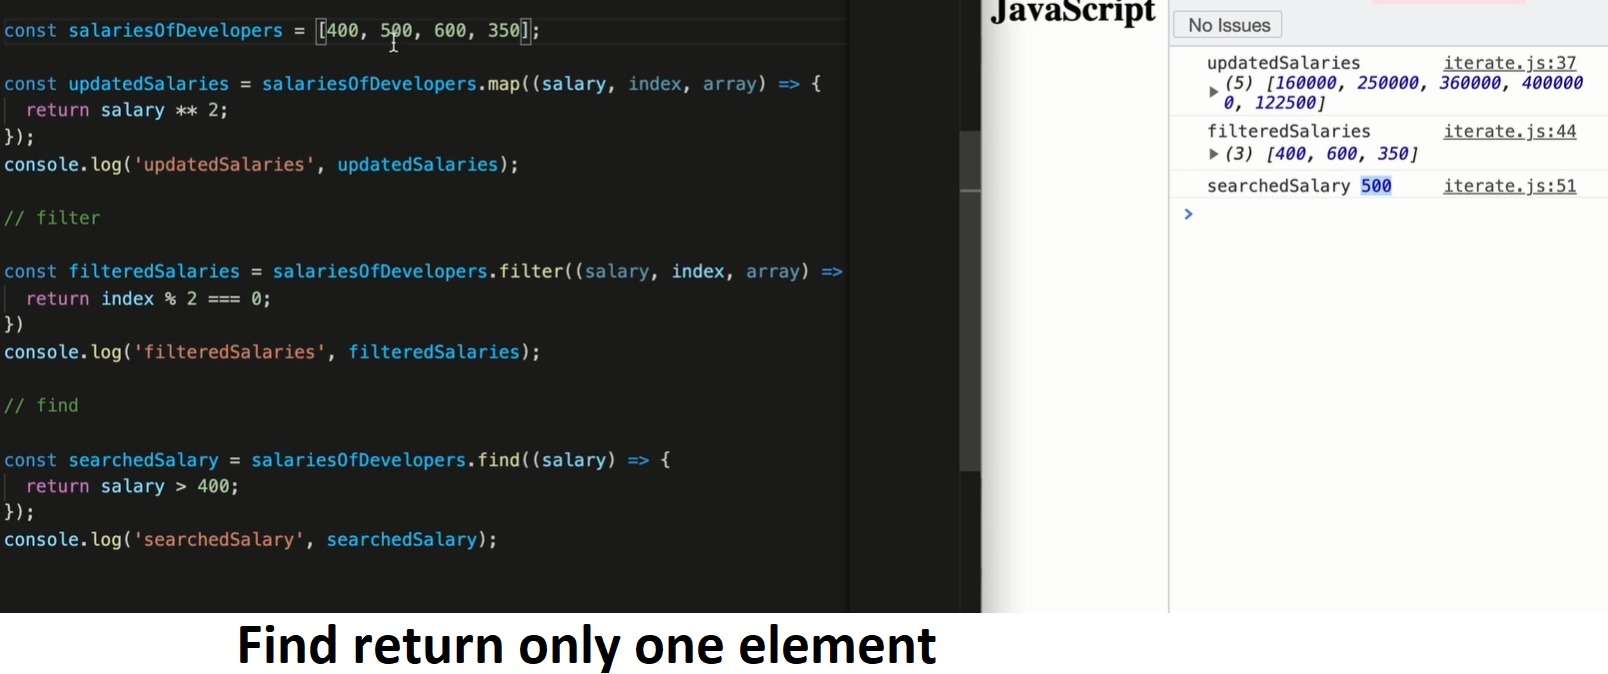 const salariesOfDevelopers = [400, 500, 600, 350];
const updatedSalaries = salariesOfDevelopers.map((salary, index, array) => {
return salary ** 2;
});
console.log('updatedSalaries', updatedSalaries);
// filter
const filteredSalaries = salariesOfDevelopers.filter((salary, index, array) =>
return index % 2 === 0;
})
console.log('filteredSalaries', filteredSalaries);
// find
const searchedSalary = salariesOfDevelopers.find((salary) => {
return salary > 400;
});
console.log('searchedSalary', searchedSalary);
JavaScript
No Issues
updatedSalaries iterate.js:37
(5) [160000, 250000, 360000, 400000
0, 122500]
filteredSalaries iterate.js:44
(3) [400, 600, 350]
searchedSalary 500 iterate.js:51
Find return only one element